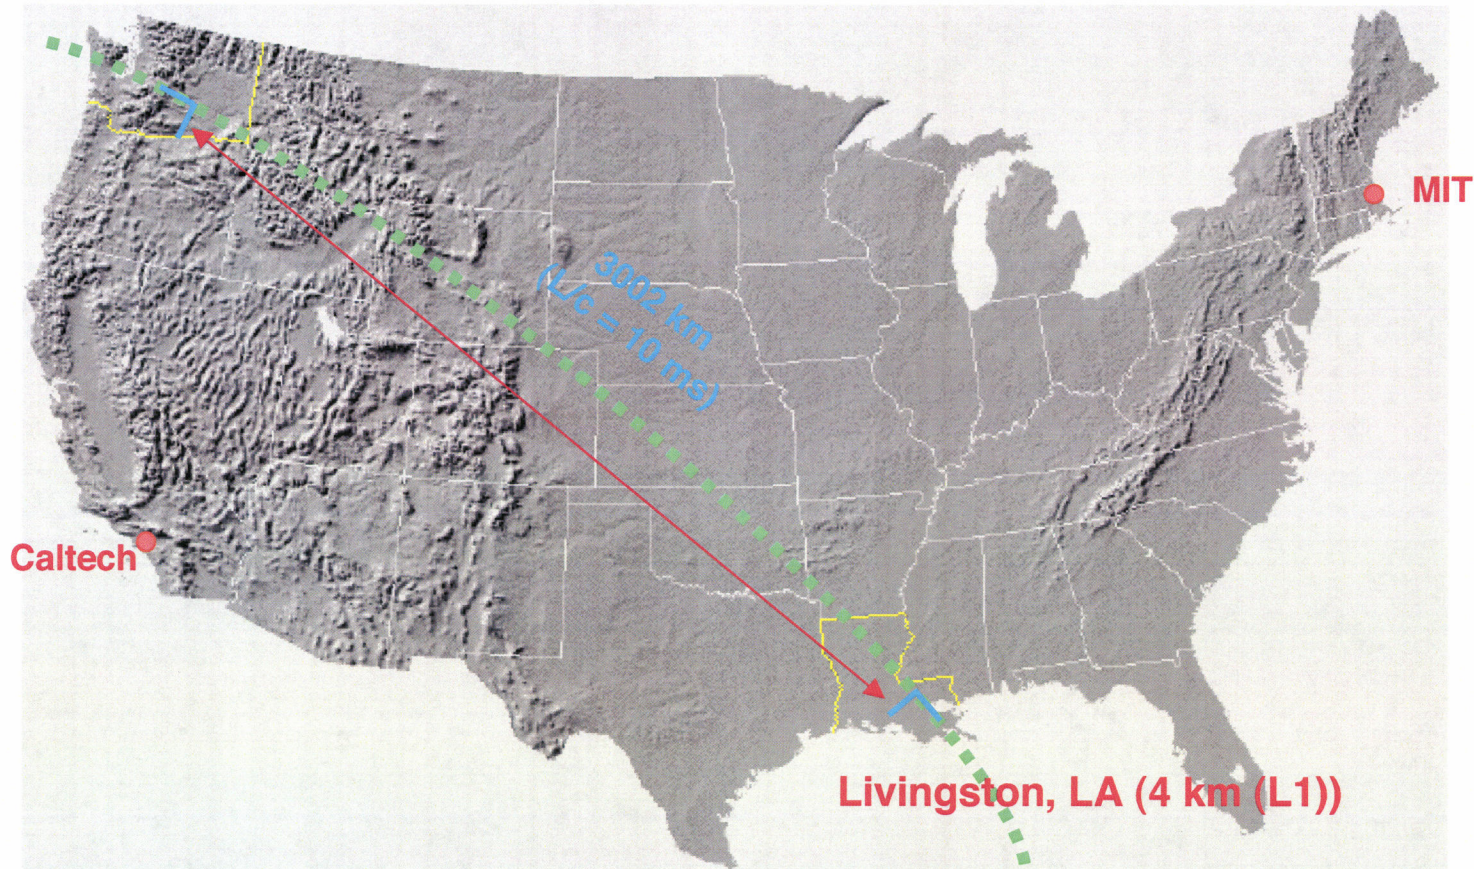 MIT
3002 km
(L/c = 10 ms)
Caltech
Livingston, LA (4 km (L1))